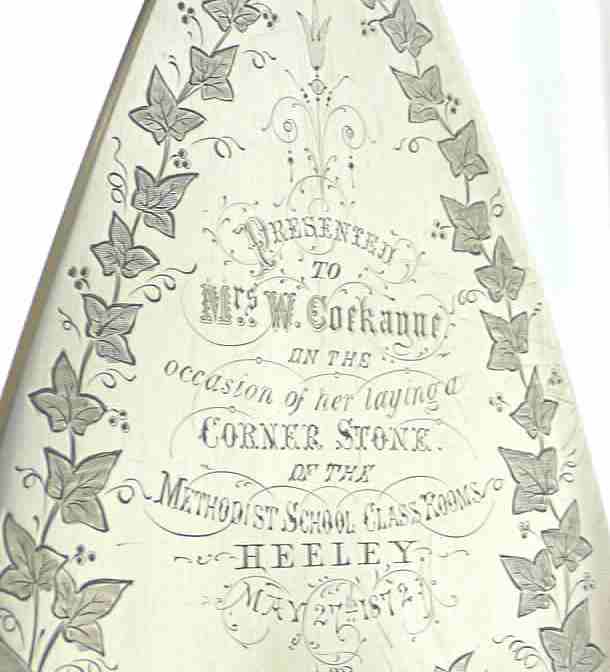 PRESENTED
TO
Mrs. W. Cockayne
ON THE
occasion of her laying a
CORNER STONE.
OF THE
METHODIST SCHOOL CLASS ROOMS
HEELEY
MAY 27th 1872.